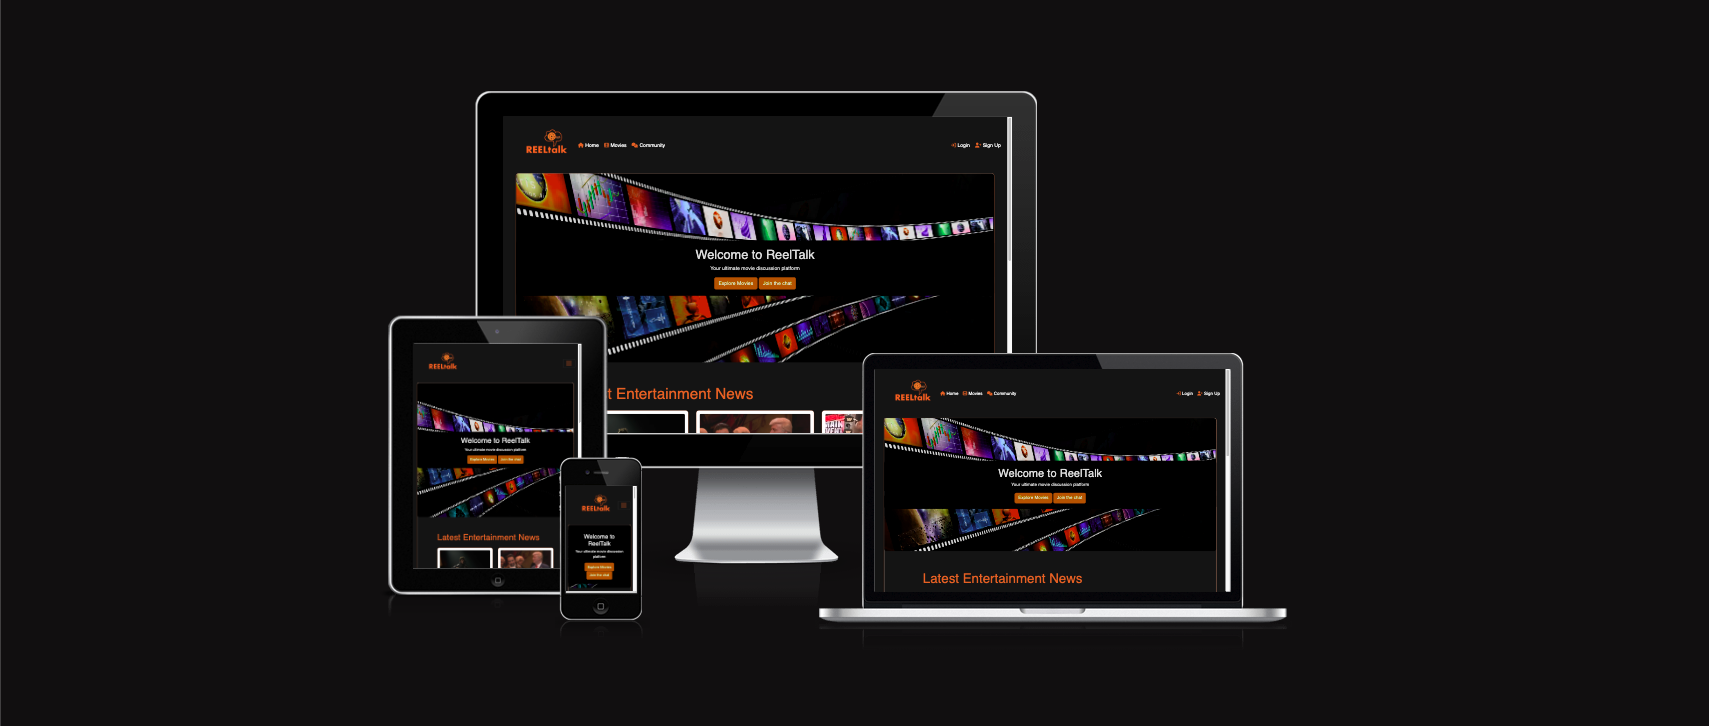 REELtalk
Home Movies Community
Login Sign Up
Welcome to ReelTalk
Your ultimate movie discussion platform
Explore Movies Join the chat
t Entertainment News
REELtalk
Welcome to ReelTalk
Your ultimate movie discussion platform
Explore Movies Join the chat
Latest Entertainment News
REELtalk
Welcome to
ReelTalk
Your ultimate movie discussion
platform
Explore Movies
Join the chat
REELtalk
Home Movies Community
Login Sign Up
Welcome to ReelTalk
Your ultimate movie discussion platform
Explore Movies Join the chat
Latest Entertainment News